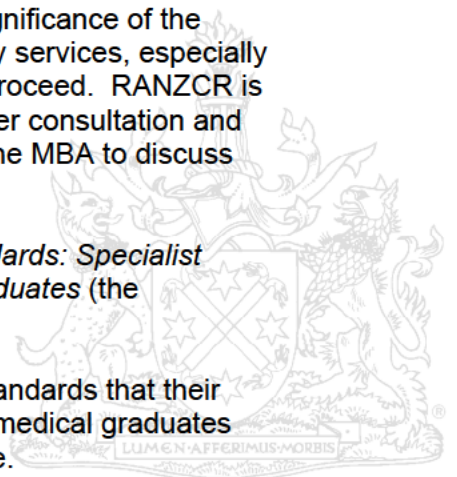 gnificance of the
services, especially
roceed. RANZCR is
er consultation and
ne MBA to discuss
dards: Specialist
duates (the
andards that their
medical graduates
e.
LUMEN·AFFERIMUS·MORBIS
®